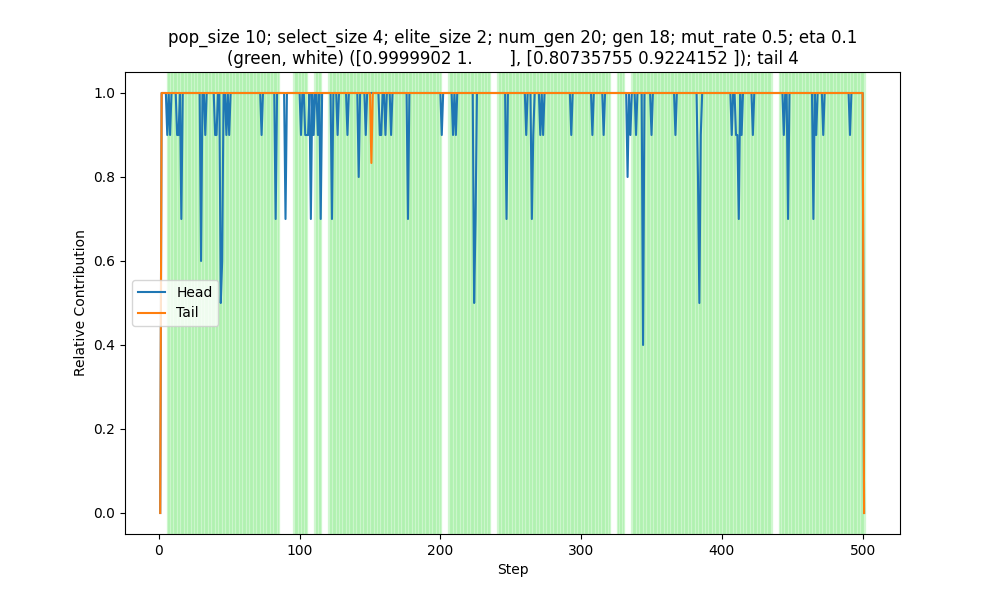 pop_size 10; select_size 4; elite_size 2; num_gen 20; gen 18; mut_rate 0.5; eta 0.1
(green, white) ([0.9999902 1.        ], [0.80735755 0.9224152 ]); tail 4
1.0
0.8
0.6
0.4
0.2
0.0
Relative Contribution
Head
Tail
0
100
200
300
400
500
Step